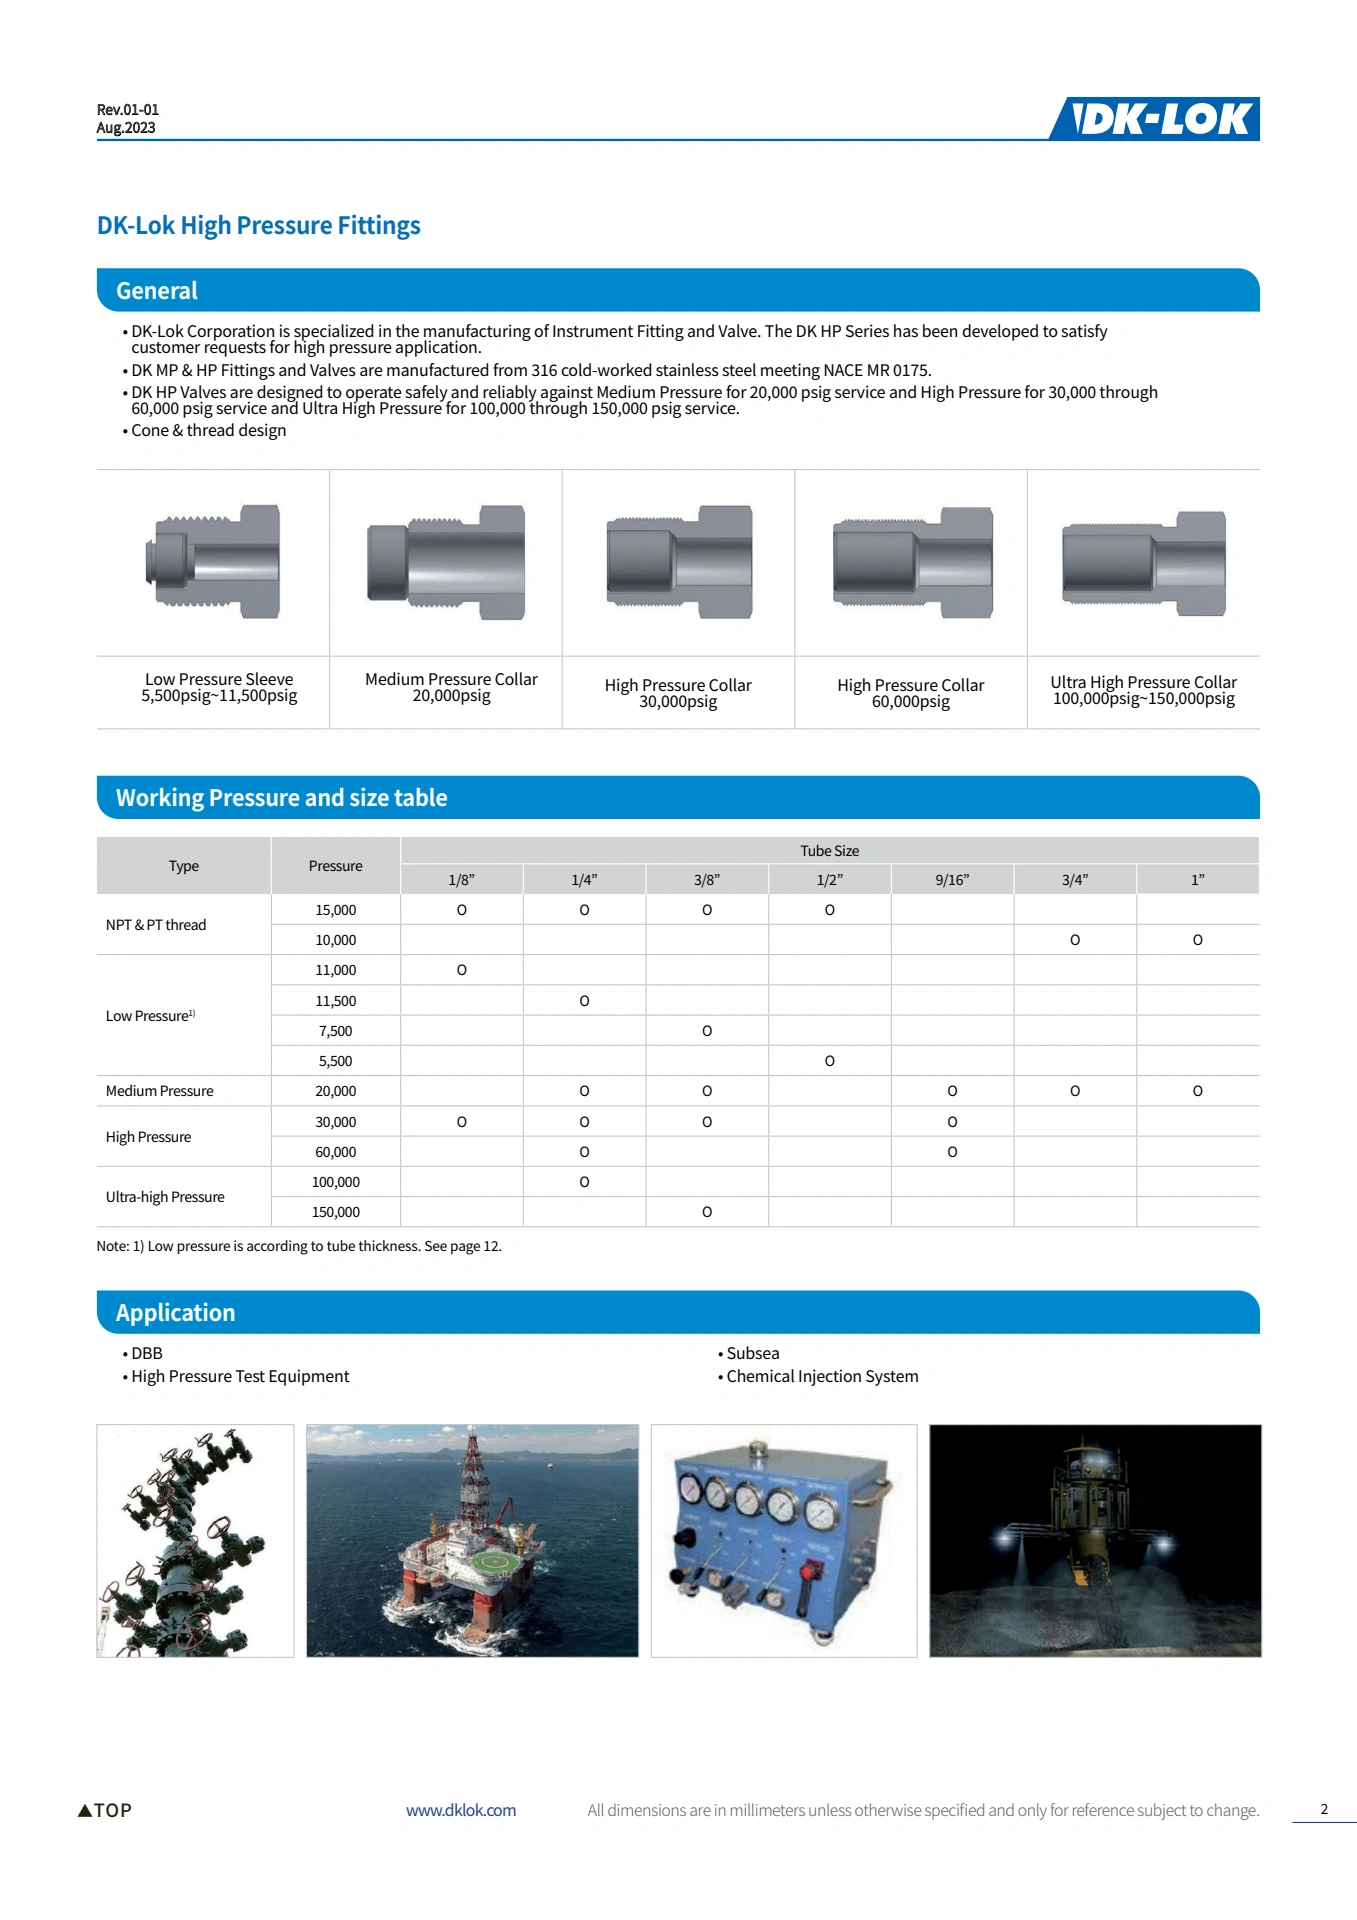 Rev.01-01
Aug.2023
DK-LOK
DK-Lok High Pressure Fittings
General
• DK-Lok Corporation is specialized in the manufacturing of Instrument Fitting and Valve. The DK HP Series has been developed to satisfy
customer requests for high pressure application.
• DK MP & HP Fittings and Valves are manufactured from 316 cold-worked stainless steel meeting NACE MR 0175.
• DK HP Valves are designed to operate safely and reliably against Medium Pressure for 20,000 psig service and High Pressure for 30,000 through
60,000 psig service and Ultra High Pressure for 100,000 through 150,000 psig service.
• Cone & thread design
Low Pressure Sleeve
5,500psig~11,500psig
Medium Pressure Collar
20,000psig
High Pressure Collar
30,000psig
High Pressure Collar
60,000psig
Ultra High Pressure Collar
100,000psig~150,000psig
Working Pressure and size table
Type Pressure Tube Size
1/8” 1/4” 3/8” 1/2” 9/16” 3/4” 1”
NPT & PT thread
15,000 O O O O
10,000 O O
Low Pressure1)
11,000 O
11,500 O
7,500 O
5,500 O
Medium Pressure 20,000 O O O O O
High Pressure
30,000 O O O O
60,000 O O
Ultra-high Pressure
100,000 O
150,000 O
Note: 1) Low pressure is according to tube thickness. See page 12.
Application
• DBB
• High Pressure Test Equipment
• Subsea
• Chemical Injection System
▲TOP
www.dklok.com
All dimensions are in millimeters unless otherwise specified and only for reference subject to change.
2